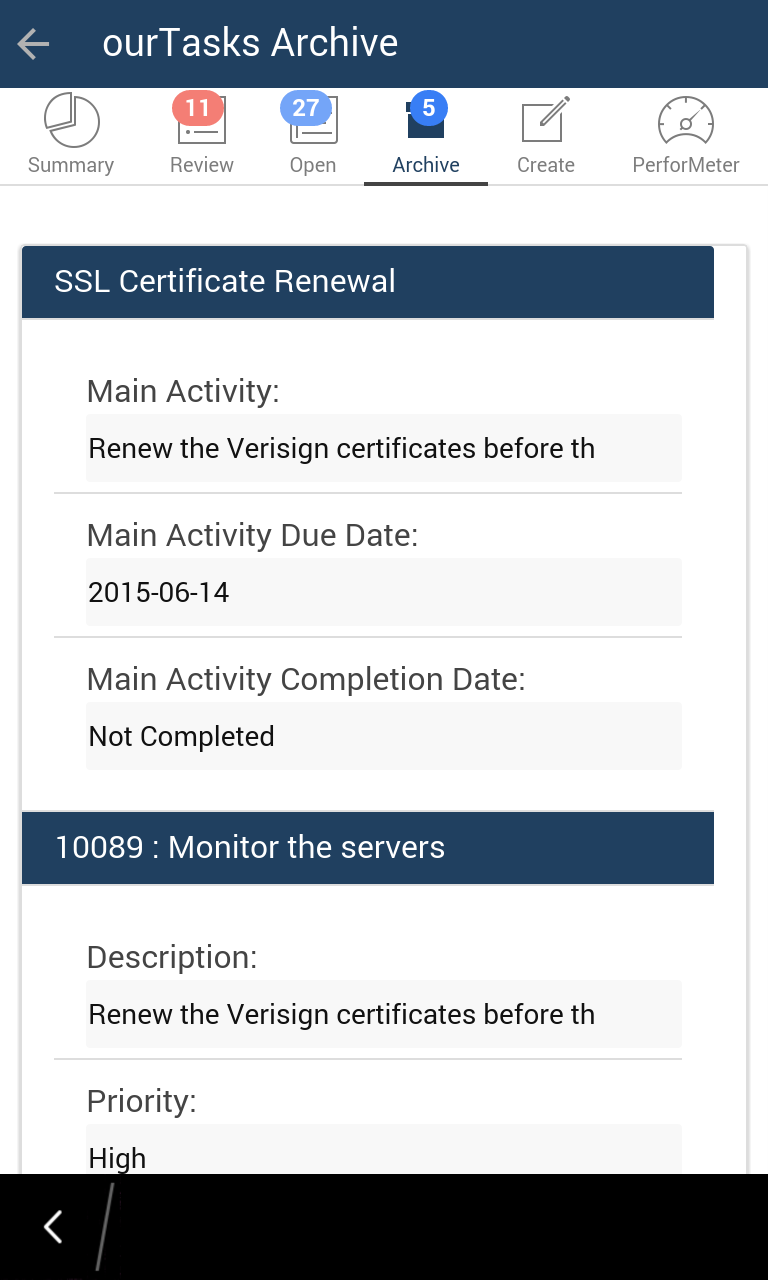 ourTasks Archive
11
27
5
Summary
Review
Open
Archive
Create
PerforMeter
SSL Certificate Renewal
Main Activity:
Renew the Verisign certificates before th
Main Activity Due Date:
2015-06-14
Main Activity Completion Date:
Not Completed
10089 : Monitor the servers
Description:
Renew the Verisign certificates before th
Priority:
High